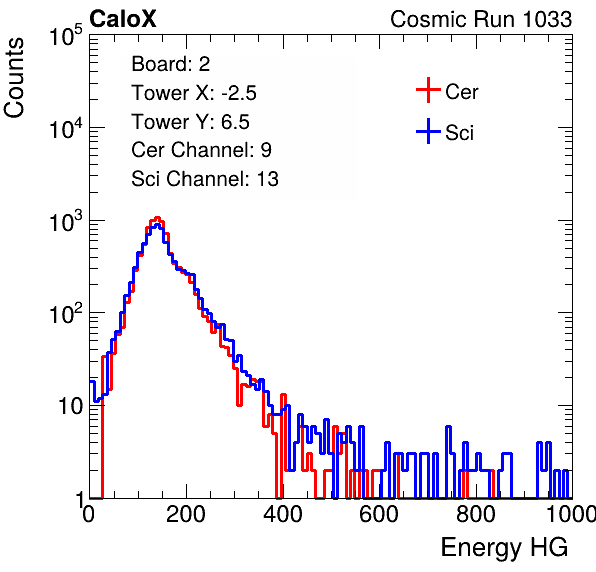 CaloX Cosmic Run 1033
Counts
Board: 2
Tower X: -2.5
Tower Y: 6.5
Cer Channel: 9
Sci Channel: 13
Cer
Sci
10^5
10^4
10^3
10^2
10
1
0 200 400 600 800 1000
Energy HG